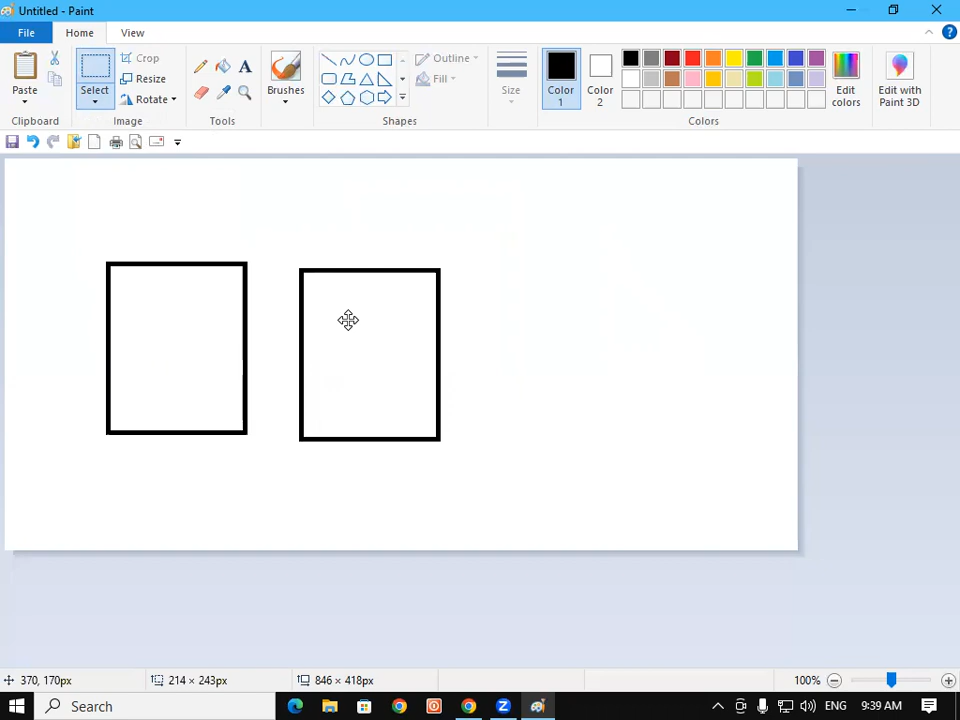 Untitled - Paint
File Home View
Paste
Clipboard
Select
Crop
Resize
Rotate
Image
A
Tools
Brushes
Outline
Fill
Shapes
Size
Color 1
Color 2
Edit colors
Colors
Edit with Paint 3D
370, 170px
214 × 243px
846 × 418px
100%
Search
ENG
9:39 AM